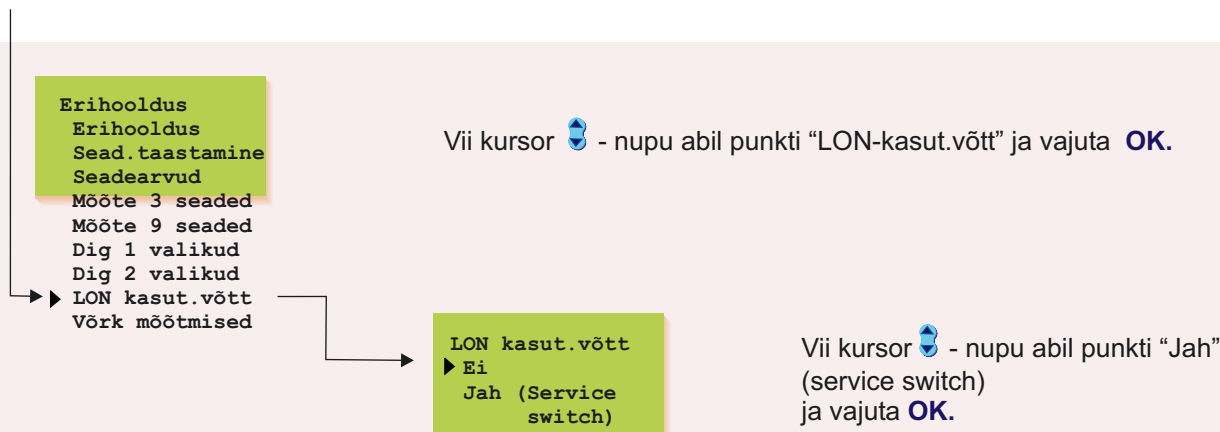 Erihooldus
Erihooldus
Sead.taastamine
Seadearvud
Mõõte 3 seaded
Mõõte 9 seaded
Dig 1 valikud
Dig 2 valikud
LON kasut.võtt
Võrk mõõtmised
Vii kursor - nupu abil punkti “LON-kasut.võtt” ja vajuta OK.
LON kasut.võtt
Ei
Jah (Service
switch)
Vii kursor - nupu abil punkti “Jah”
(service switch)
ja vajuta OK.